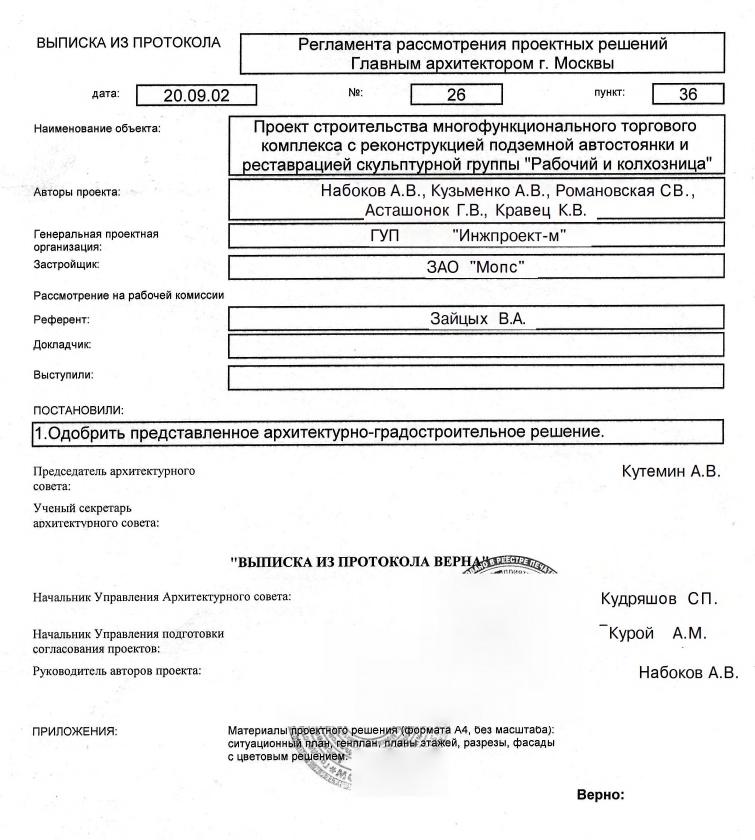 ВЫПИСКА ИЗ ПРОТОКОЛА
Регламента рассмотрения проектных решений
Главным архитектором г. Москвы
дата: 20.09.02 №: 26 пункт: 36
Наименование объекта:
Проект строительства многофункционального торгового
комплекса с реконструкцией подземной автостоянки и
реставрацией скульптурной группы "Рабочий и колхозница"
Авторы проекта:
Набоков А.В., Кузьменко А.В., Романовская СВ.,
Асташонок Г.В., Кравец К.В.
Генеральная проектная
организация:
ГУП "Инжпроект-м"
Застройщик:
ЗАО "Мопс"
Рассмотрение на рабочей комиссии
Референт:
Зайцых В.А.
Докладчик:
Выступили:
ПОСТАНОВИЛИ:
1.Одобрить представленное архитектурно-градостроительное решение.
Председатель архитектурного
совета:
Кутемин А.В.
Ученый секретарь
архитектурного совета:
"ВЫПИСКА ИЗ ПРОТОКОЛА ВЕРНА"
В РЕЕСТРЕ
Начальник Управления Архитектурного совета:
Кудряшов СП.
Начальник Управления подготовки
согласования проектов:
Курой А.М.
Руководитель авторов проекта:
Набоков А.В.
ПРИЛОЖЕНИЯ:
Материалы проектного решения (формата А4, без масштаба):
ситуационный план, генплан, планы этажей, разрезы, фасады
с цветовым решением.
Верно: